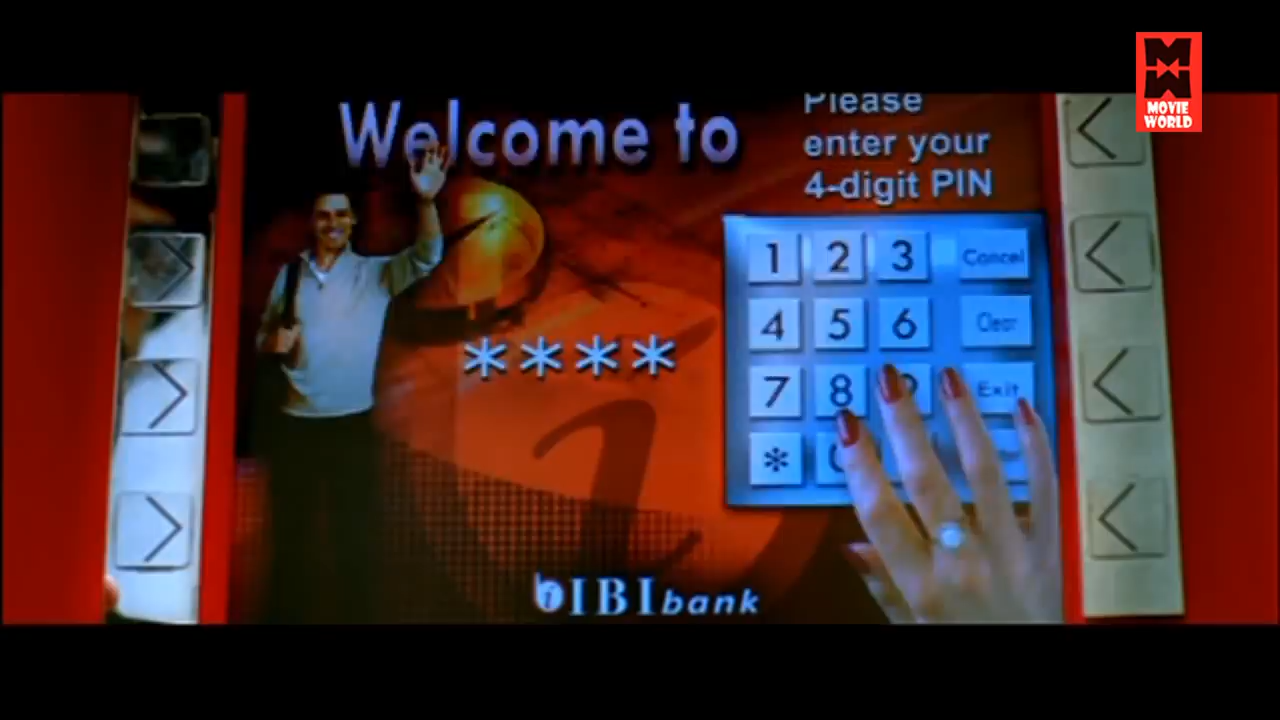 Welcome to
Please
enter your
4-digit PIN
1 2 3 Cancel
4 5 6 Clear
7 8 9 Exit
*
****
IBI bank
MOVIE
WORLD